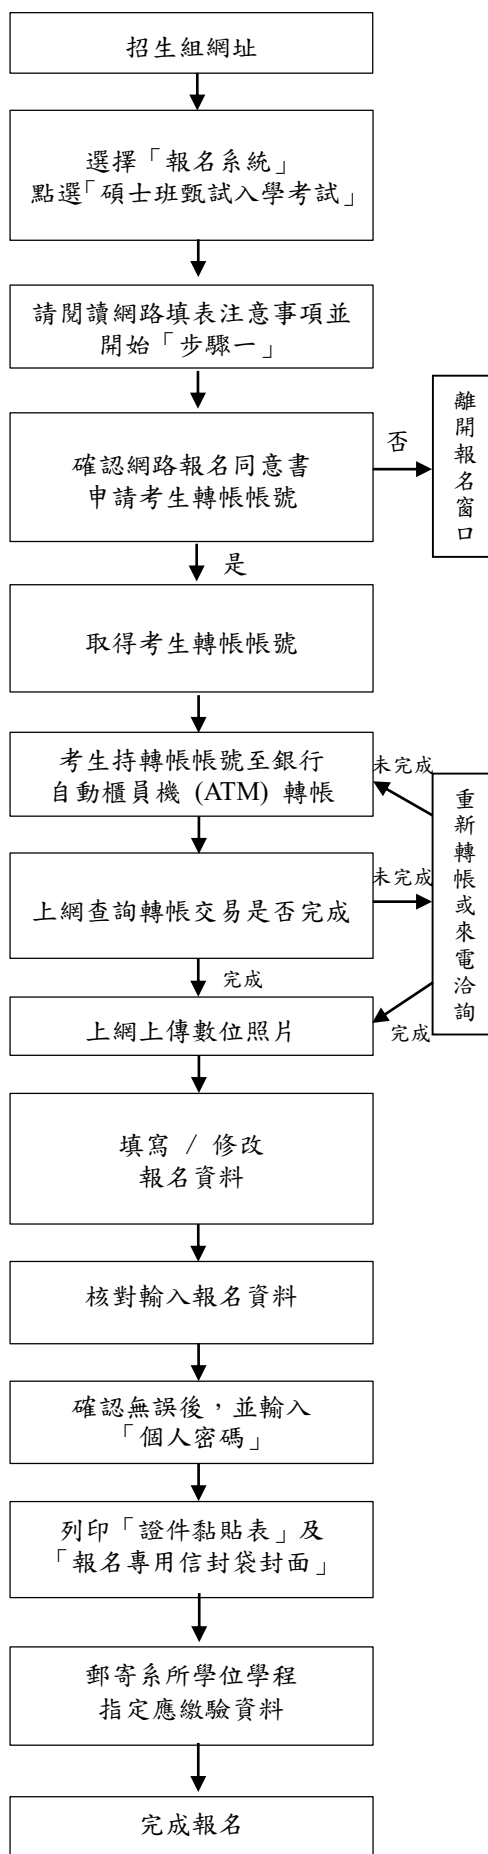 招生組網址
選擇「報名系統」
點選「碩士班甄試入學考試」
請閱讀網路填表注意事項並
開始「步驟一」
確認網路報名同意書
申請考生轉帳帳號
否
離開報名窗口
是
取得考生轉帳帳號
考生持轉帳帳號至銀行
自動櫃員機 (ATM) 轉帳
未完成
重新轉帳或來電洽詢
上網查詢轉帳交易是否完成
未完成
完成
上網上傳數位照片
完成
填寫 / 修改
報名資料
核對輸入報名資料
確認無誤後，並輸入
「個人密碼」
列印「證件黏貼表」及
「報名專用信封袋封面」
郵寄系所學位學程
指定應繳驗資料
完成報名